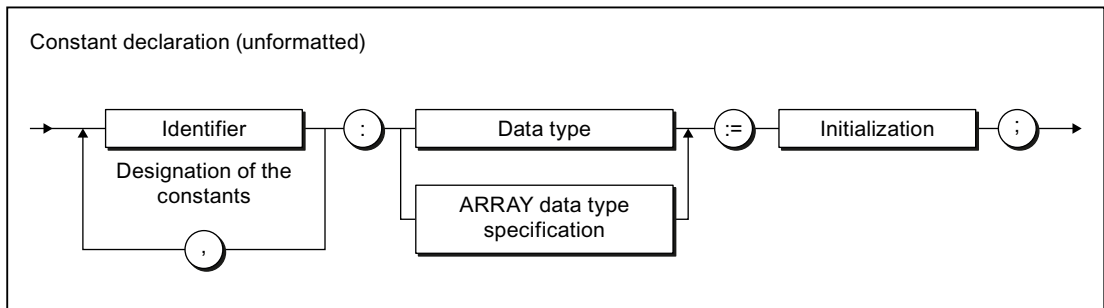 Constant declaration (unformatted)
Identifier
:
Data type
:=
Initialization
;
Designation of the
constants
ARRAY data type
specification
,